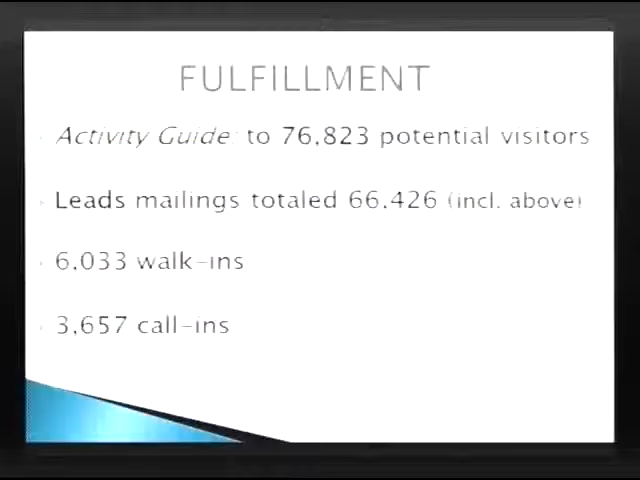 FULFILLMENT
Activity Guide: to 76,823 potential visitors
Leads mailings totaled 66,426 (incl. above)
6,033 walk-ins
3,657 call-ins